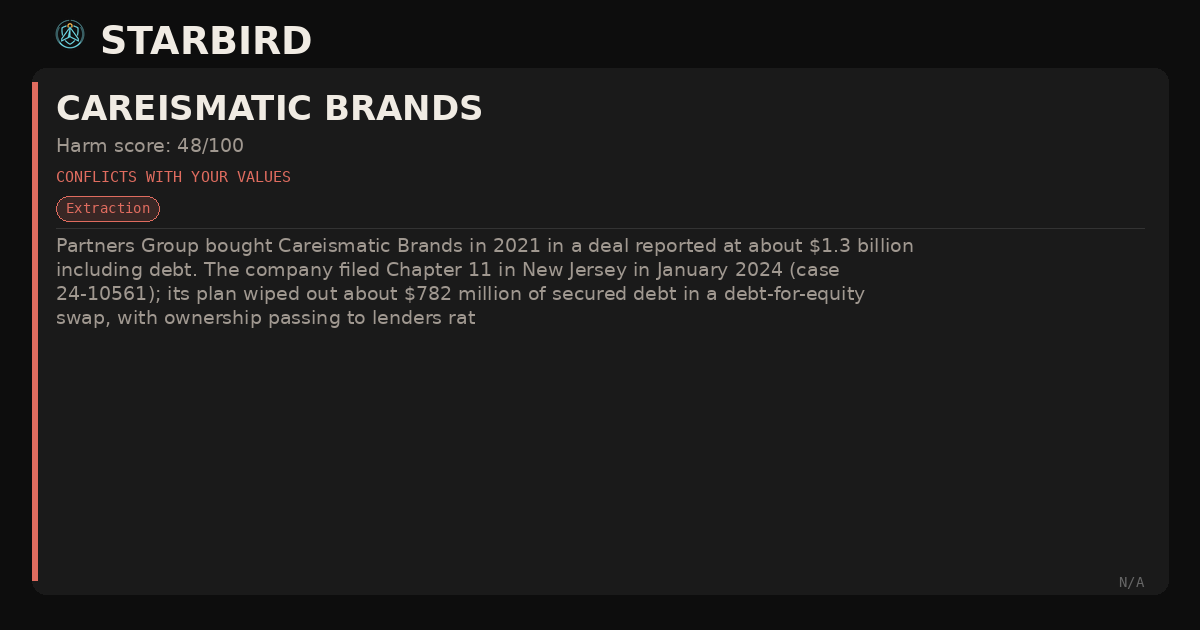 STARBIRD
CAREISMATIC BRANDS
Harm score: 48/100
CONFLICTS WITH YOUR VALUES
Extraction
Partners Group bought Careismatic Brands in 2021 in a deal reported at about $1.3 billion
including debt. The company filed Chapter 11 in New Jersey in January 2024 (case
24-10561); its plan wiped out about $782 million of secured debt in a debt-for-equity
swap, with ownership passing to lenders rat
N/A